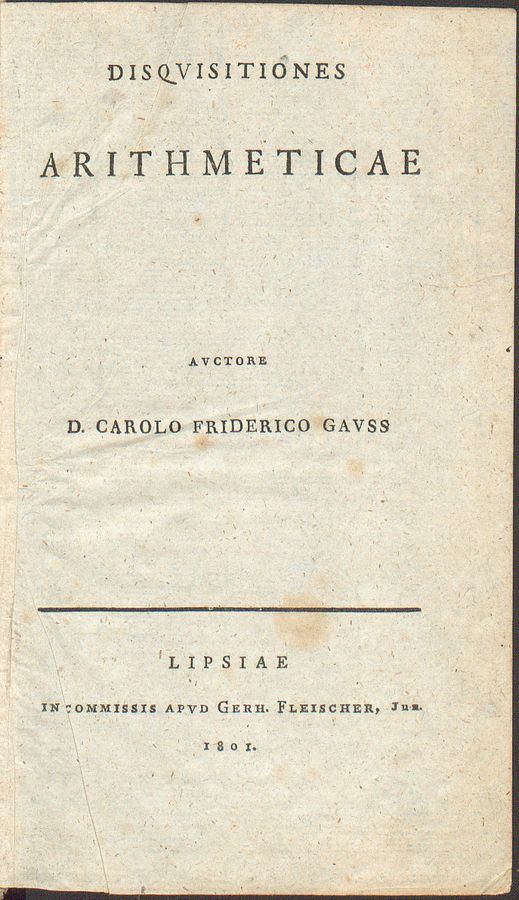 DISQVISITIONES
ARITHMETICAE
AVCTORE
D. CAROLO FRIDERICO GAVSS
LIPSIAE
IN COMMISSIS APVD GERH. FLEISCHER, Jun.
1801.